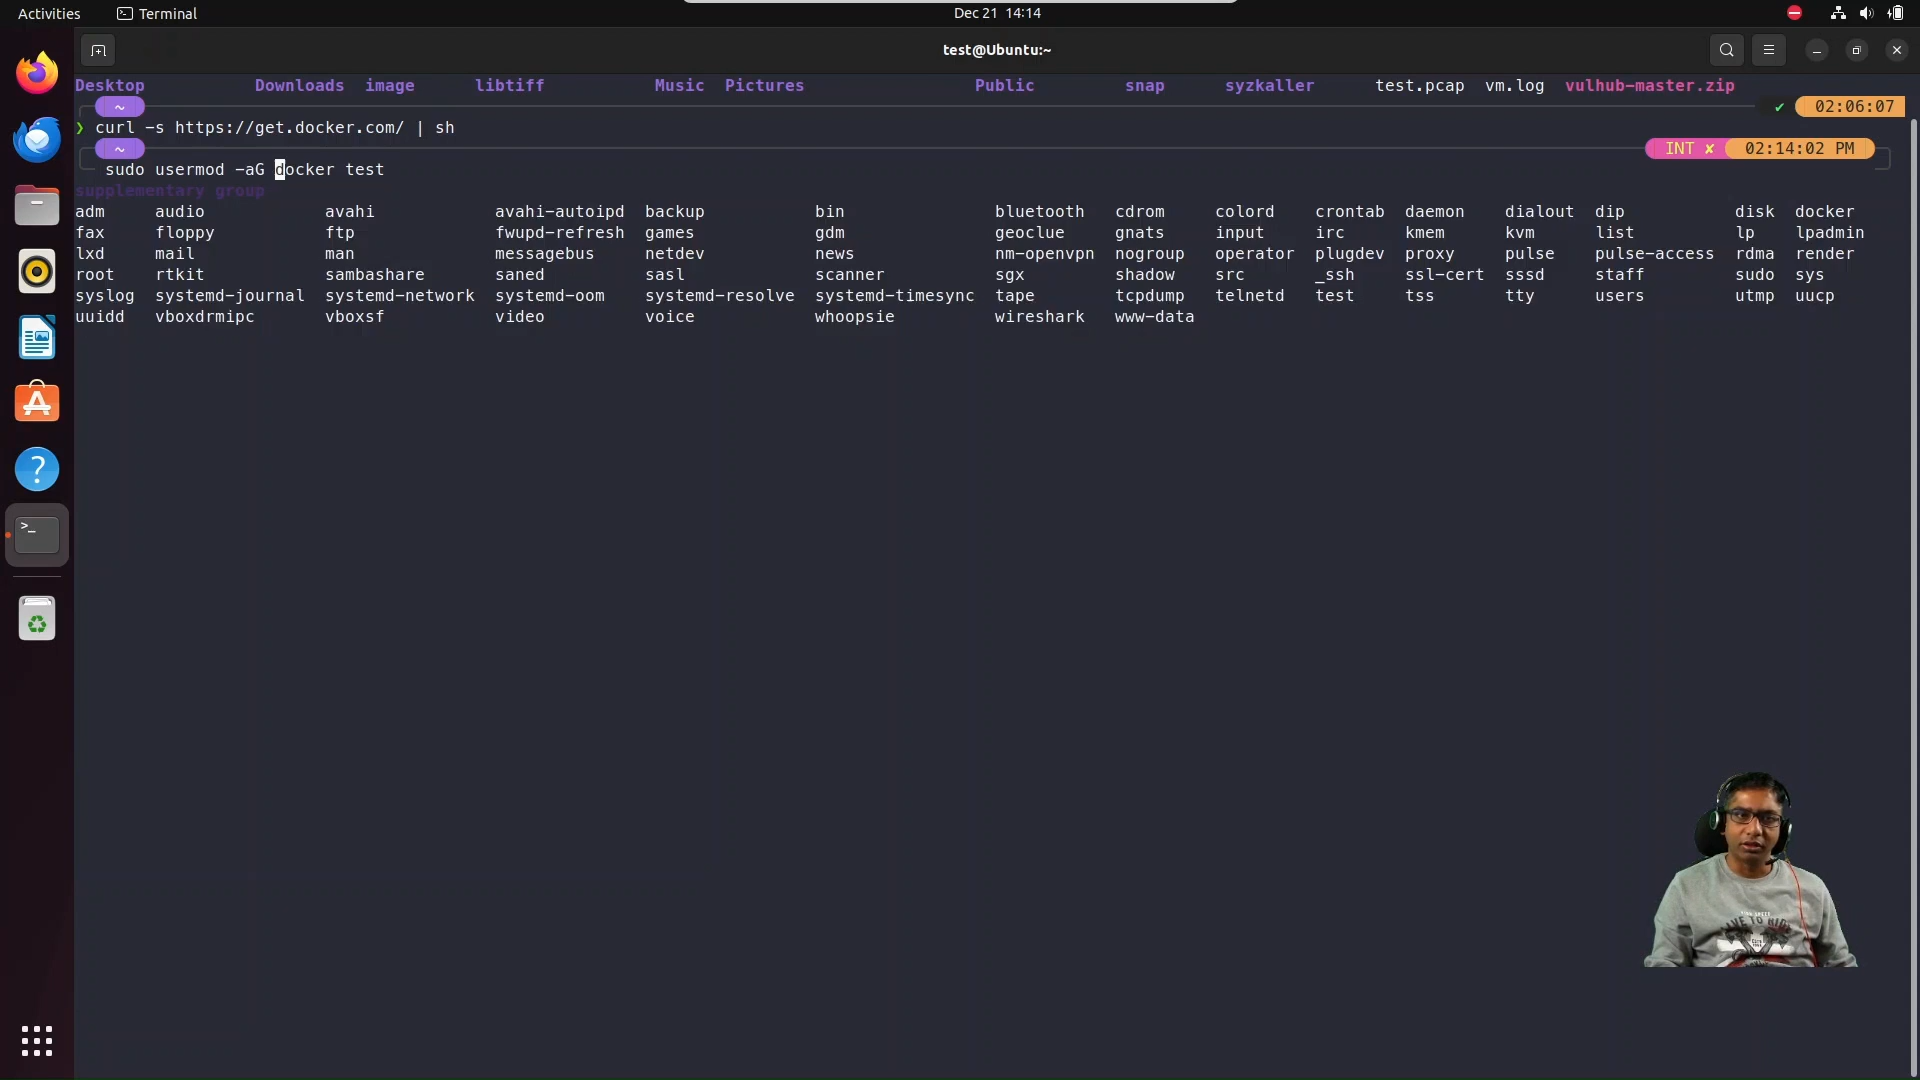 Activities Terminal Dec 21 14:14
test@Ubuntu:~
Desktop Downloads image libtiff Music Pictures Public snap syzkaller test.pcap vm.log vulhub-master.zip
~ ✔ 02:06:07
❯ curl -s https://get.docker.com/ | sh
~ INT ✘ 02:14:02 PM
sudo usermod -aG docker test
supplementary group
adm audio avahi avahi-autoipd backup bin bluetooth cdrom colord crontab daemon dialout dip disk docker
fax floppy ftp fwupd-refresh games gdm geoclue gnats input irc kmem kvm list lp lpadmin
lxd mail man messagebus netdev news nm-openvpn nogroup operator plugdev proxy pulse pulse-access rdma render
root rtkit sambashare saned sasl scanner sgx shadow src _ssh ssl-cert sssd staff sudo sys
syslog systemd-journal systemd-network systemd-oom systemd-resolve systemd-timesync tape tcpdump telnetd test tss tty users utmp uucp
uuidd vboxdrmipc vboxsf video voice whoopsie wireshark www-data